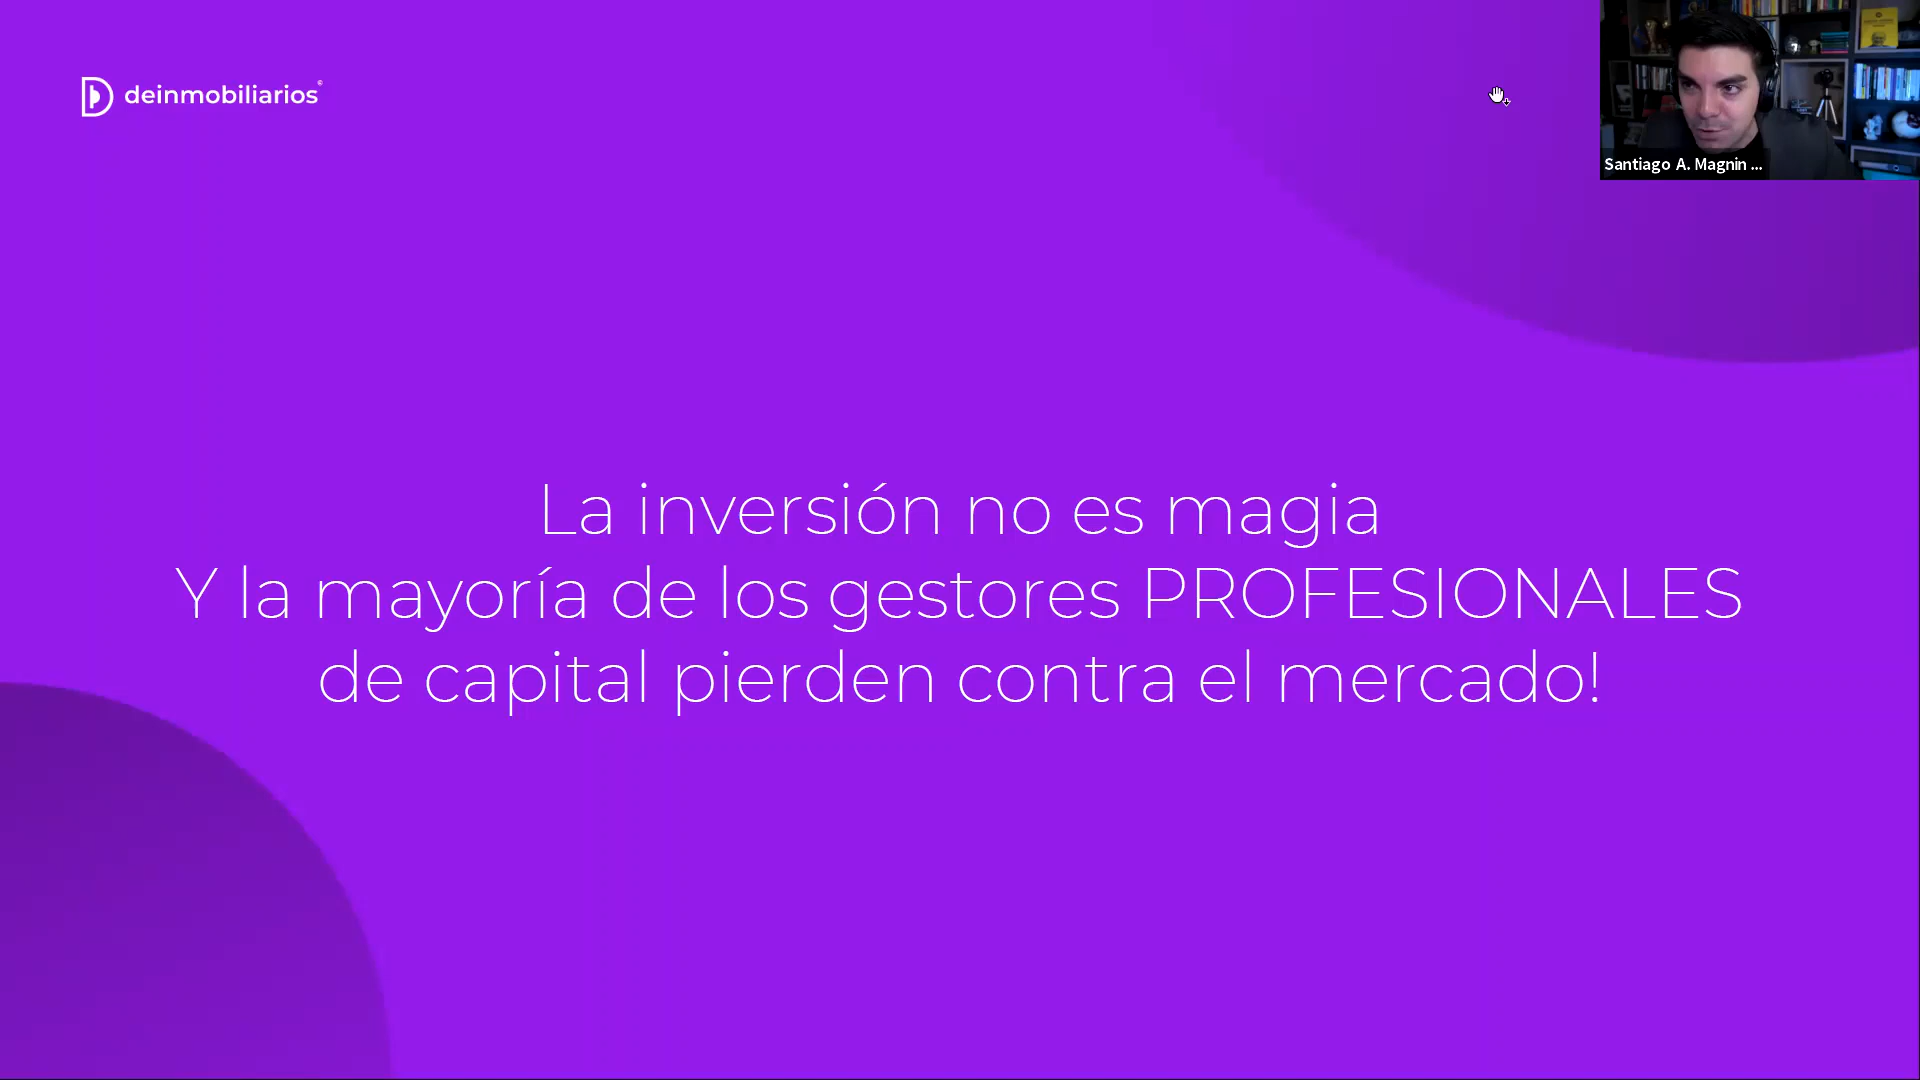 deinmobiliarios
Santiago A. Magnin ...
La inversión no es magia
Y la mayoría de los gestores PROFESIONALES
de capital pierden contra el mercado!